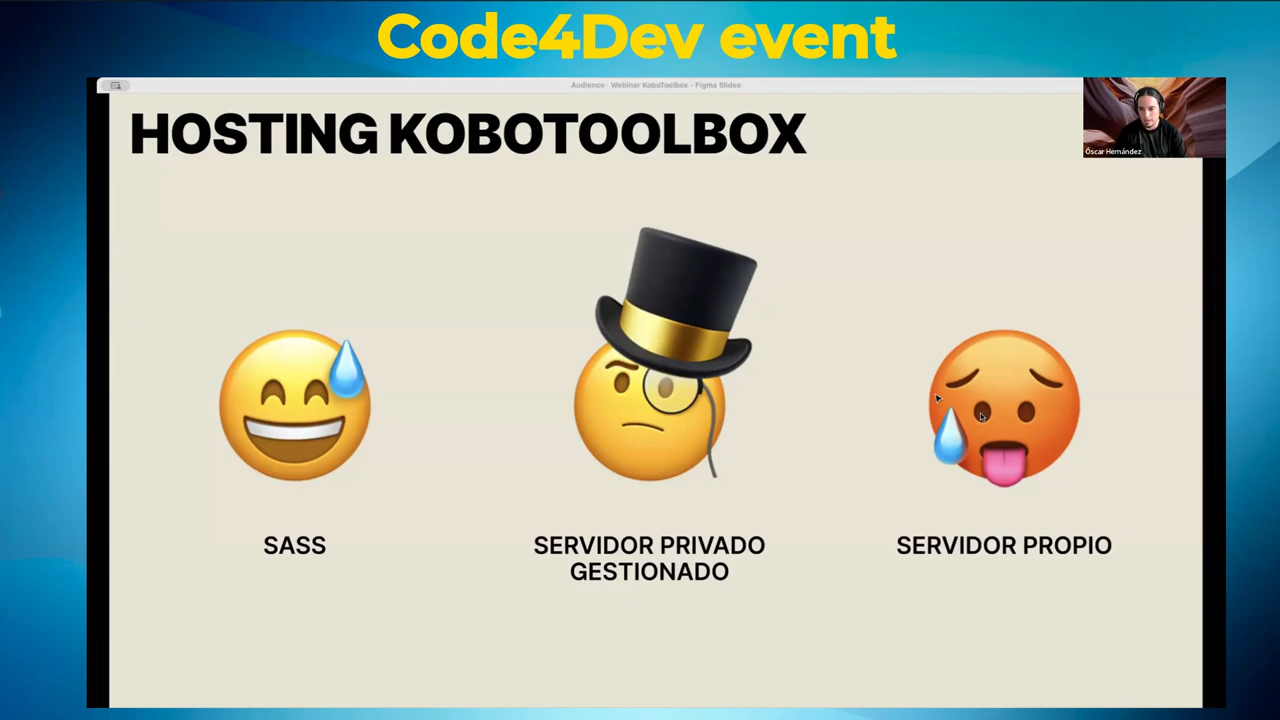 Code4Dev event
Audience - Webinar KoboToolbox - Figma Slides
HOSTING KOBOTOOLBOX
Óscar Hernández
SASS
SERVIDOR PRIVADO
GESTIONADO
SERVIDOR PROPIO